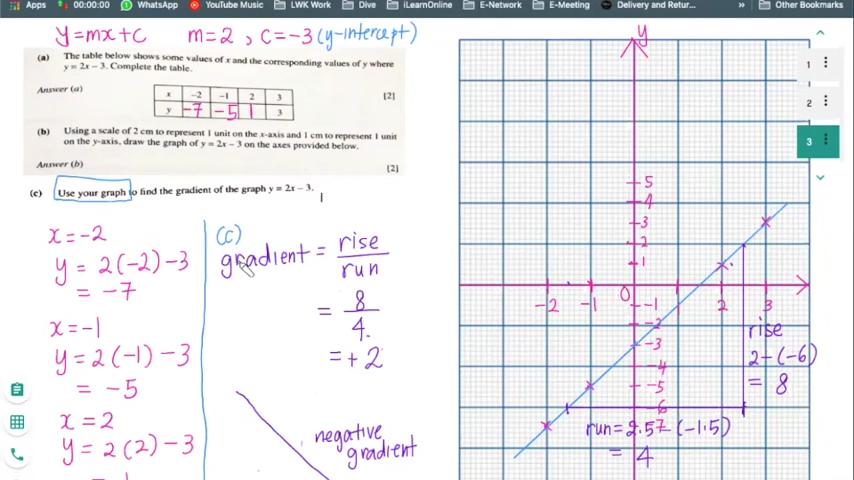 Apps
00:00:00
WhatsApp
YouTube Music
LWK Work
Dive
iLearnOnline
E-Network
E-Meeting
Delivery and Retur...
»
Other Bookmarks
y=mx+c m=2 , c=-3 (y-intercept)
(a) The table below shows some values of x and the corresponding values of y where
y = 2x – 3. Complete the table.
Answer (a)
x -2 -1 2 3
y -7 -5 1 3
[2]
(b) Using a scale of 2 cm to represent 1 unit on the x-axis and 1 cm to represent 1 unit
on the y-axis, draw the graph of y = 2x – 3 on the axes provided below.
Answer (b) [2]
(c) Use your graph to find the gradient of the graph y = 2x – 3.
x=-2
y = 2(-2)-3
= -7
x=-1
y= 2(-1)-3
= -5
x=2
y=2(2)-3
= 1
(c)
gradient = rise
run
= 8
4
= +2
negative
gradient
y
5
4
3
2
1
-2 -1 0 2 3
-1
-2
-3
-4
-5
-6
-7
rise
2-(-6)
= 8
run= 2.5-(-1.5)
= 4
1
2
3